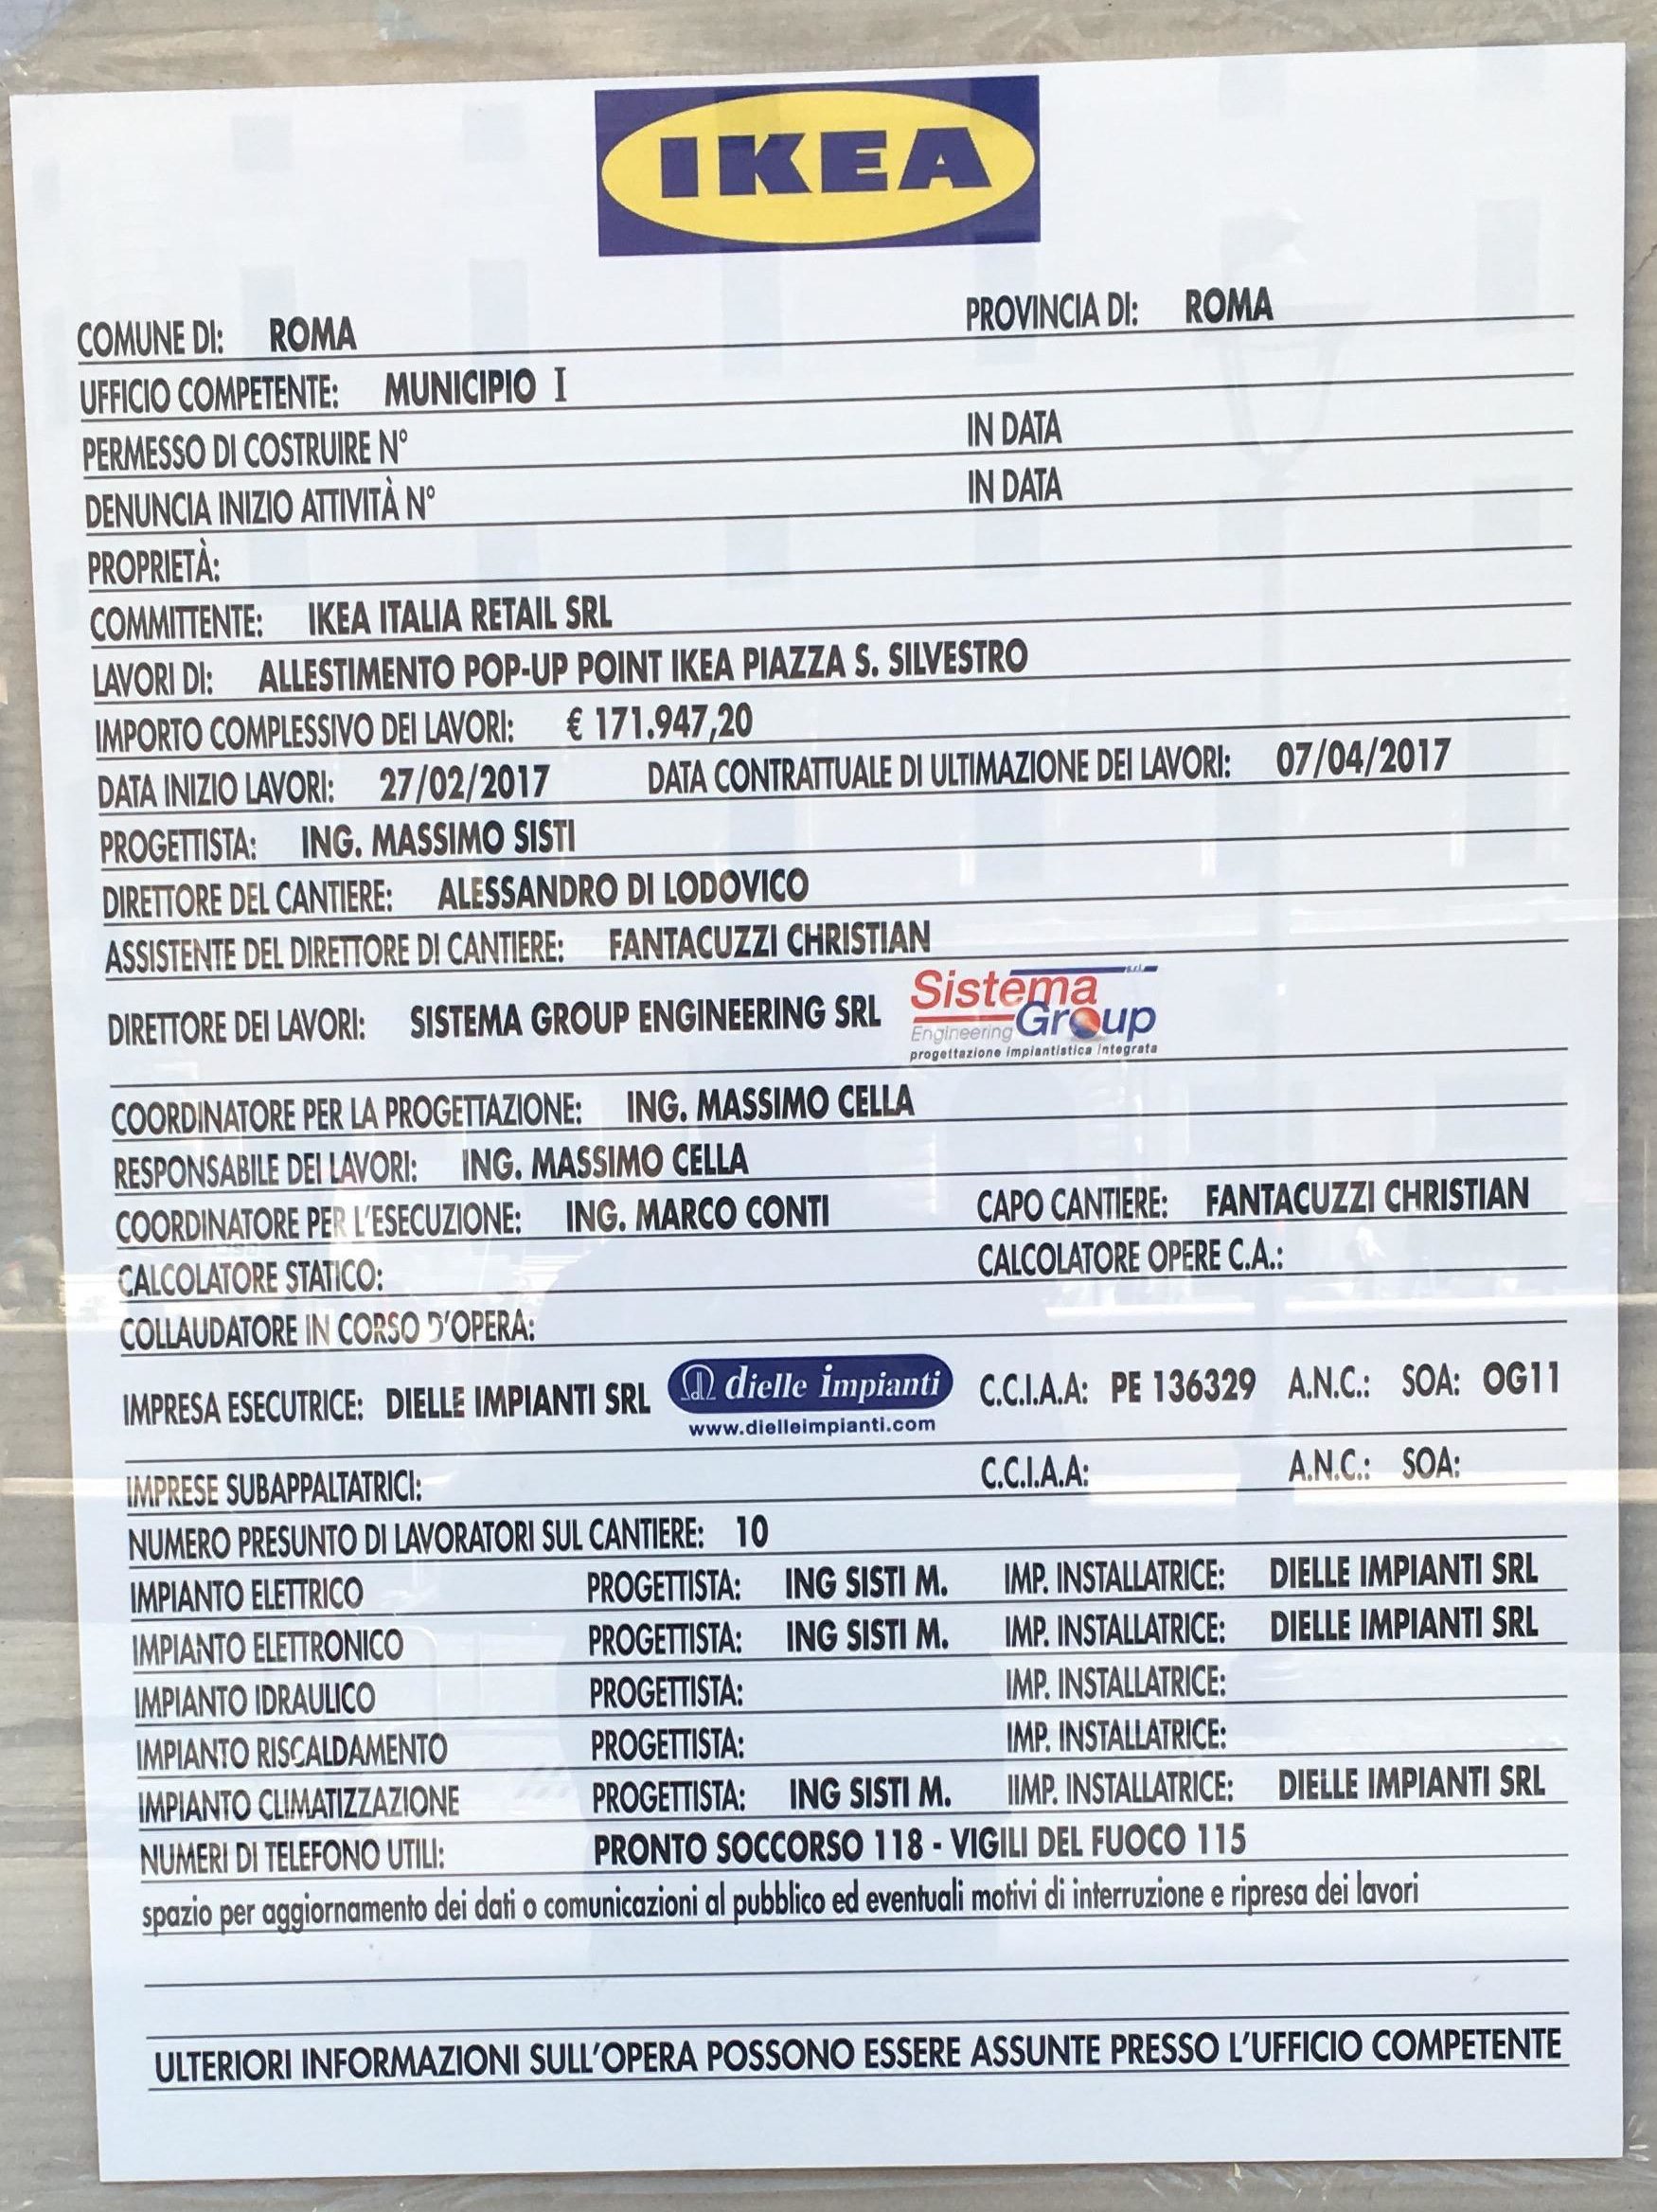 IKEA
COMUNE DI: ROMA PROVINCIA DI: ROMA
UFFICIO COMPETENTE: MUNICIPIO I
PERMESSO DI COSTRUIRE N° IN DATA
DENUNCIA INIZIO ATTIVITÀ N° IN DATA
PROPRIETÀ:
COMMITTENTE: IKEA ITALIA RETAIL SRL
LAVORI DI: ALLESTIMENTO POP-UP POINT IKEA PIAZZA S. SILVESTRO
IMPORTO COMPLESSIVO DEI LAVORI: € 171.947,20
DATA INIZIO LAVORI: 27/02/2017 DATA CONTRATTUALE DI ULTIMAZIONE DEI LAVORI: 07/04/2017
PROGETTISTA: ING. MASSIMO SISTI
DIRETTORE DEL CANTIERE: ALESSANDRO DI LODOVICO
ASSISTENTE DEL DIRETTORE DI CANTIERE: FANTACUZZI CHRISTIAN
DIRETTORE DEI LAVORI: SISTEMA GROUP ENGINEERING SRL
Sistema s.r.l.
Engineering Group
progettazione impiantistica integrata
COORDINATORE PER LA PROGETTAZIONE: ING. MASSIMO CELLA
RESPONSABILE DEI LAVORI: ING. MASSIMO CELLA
COORDINATORE PER L'ESECUZIONE: ING. MARCO CONTI CAPO CANTIERE: FANTACUZZI CHRISTIAN
CALCOLATORE STATICO: CALCOLATORE OPERE C.A.:
COLLAUDATORE IN CORSO D'OPERA:
IMPRESA ESECUTRICE: DIELLE IMPIANTI SRL dielle impianti C.C.I.A.A: PE 136329 A.N.C.: SOA: OG11
www.dielleimpianti.com
IMPRESE SUBAPPALTATRICI: C.C.I.A.A: A.N.C.: SOA:
NUMERO PRESUNTO DI LAVORATORI SUL CANTIERE: 10
IMPIANTO ELETTRICO PROGETTISTA: ING SISTI M. IMP. INSTALLATRICE: DIELLE IMPIANTI SRL
IMPIANTO ELETTRONICO PROGETTISTA: ING SISTI M. IMP. INSTALLATRICE: DIELLE IMPIANTI SRL
IMPIANTO IDRAULICO PROGETTISTA: IMP. INSTALLATRICE:
IMPIANTO RISCALDAMENTO PROGETTISTA: IMP. INSTALLATRICE:
IMPIANTO CLIMATIZZAZIONE PROGETTISTA: ING SISTI M. IIMP. INSTALLATRICE: DIELLE IMPIANTI SRL
NUMERI DI TELEFONO UTILI: PRONTO SOCCORSO 118 - VIGILI DEL FUOCO 115
spazio per aggiornamento dei dati o comunicazioni al pubblico ed eventuali motivi di interruzione e ripresa dei lavori
ULTERIORI INFORMAZIONI SULL'OPERA POSSONO ESSERE ASSUNTE PRESSO L'UFFICIO COMPETENTE